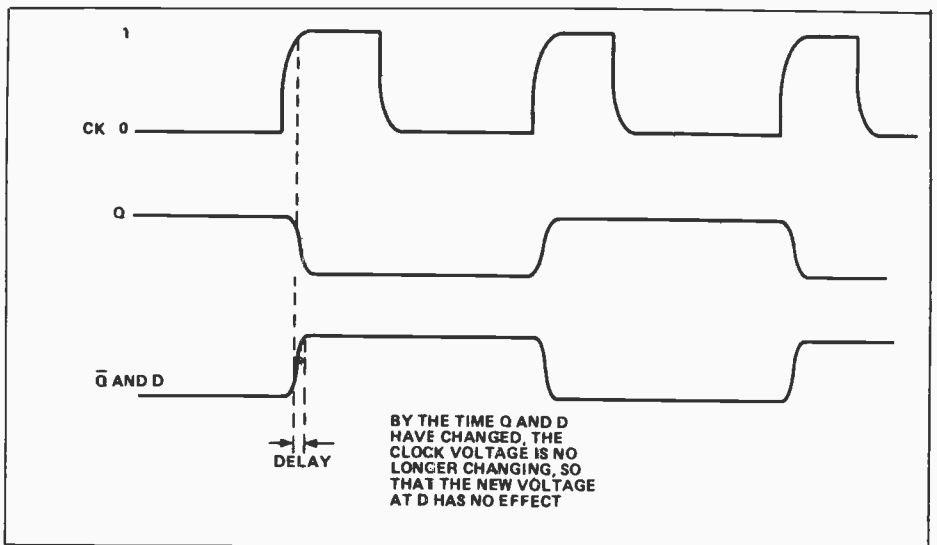 1
CK 0
Q
Q̅ AND D
DELAY
BY THE TIME Q AND D
HAVE CHANGED, THE
CLOCK VOLTAGE IS NO
LONGER CHANGING, SO
THAT THE NEW VOLTAGE
AT D HAS NO EFFECT